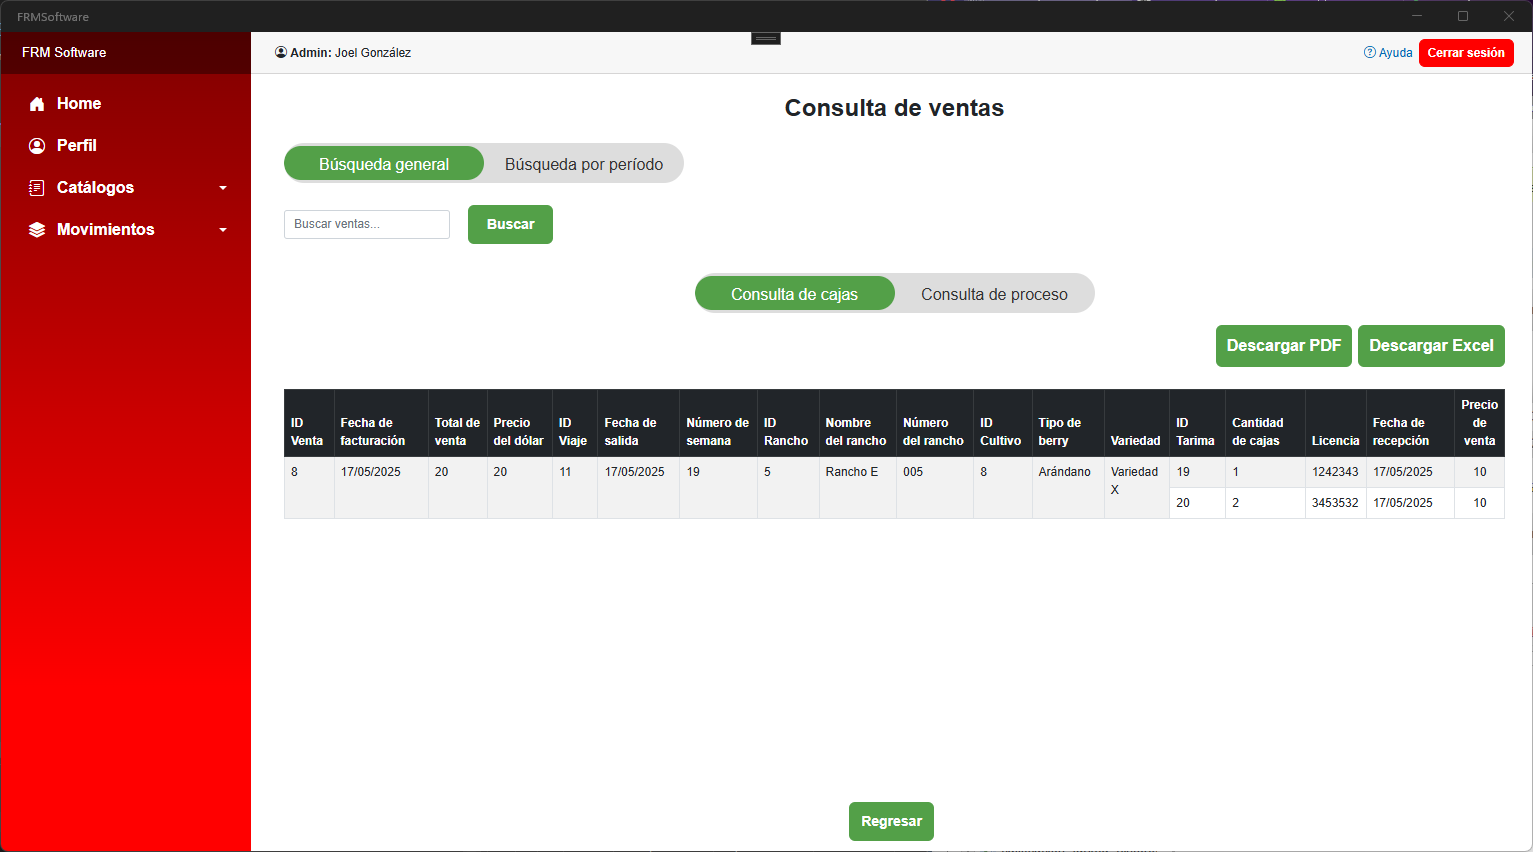 FRMSoftware
FRM Software
Admin: Joel González
Ayuda
Cerrar sesión
Home
Perfil
Catálogos
Movimientos
Consulta de ventas
Búsqueda general
Búsqueda por período
Buscar ventas...
Buscar
Consulta de cajas
Consulta de proceso
Descargar PDF
Descargar Excel
ID Venta
Fecha de facturación
Total de venta
Precio del dólar
ID Viaje
Fecha de salida
Número de semana
ID Rancho
Nombre del rancho
Número del rancho
ID Cultivo
Tipo de berry
Variedad
ID Tarima
Cantidad de cajas
Licencia
Fecha de recepción
Precio de venta
8 17/05/2025 20 20 11 17/05/2025 19 5 Rancho E 005 8 Arándano Variedad X 19 1 1242343 17/05/2025 10
20 2 3453532 17/05/2025 10
Regresar